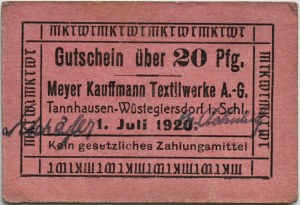 Gutschein über 20 Pfg.
Meyer Kauffmann Textilwerke A.-G.
Tannhausen-Wüstegiersdorf i. Schl.
1. Juli 1920.
Kein gesetzliches Zahlungsmittel